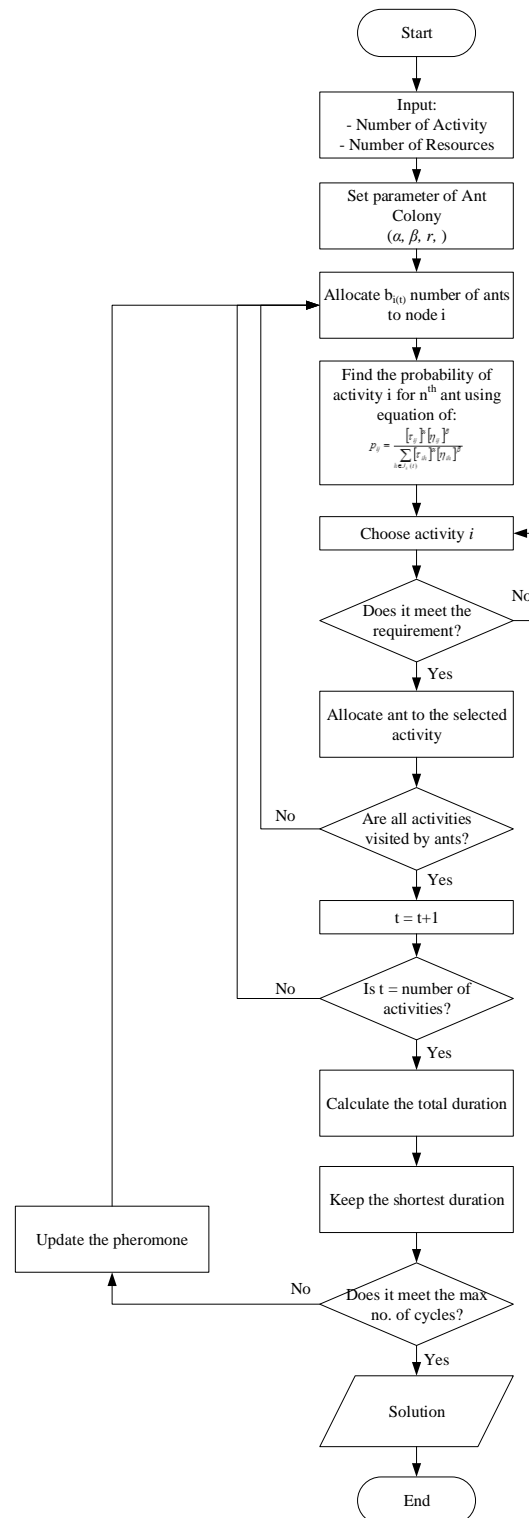 Start
Input:
- Number of Activity
- Number of Resources
Set parameter of Ant
Colony
(α, β, r, )
Allocate bi(t) number of ants
to node i
Find the probability of
activity i for nth ant using
equation of:
Choose activity i
Does it meet the
requirement?
No
Yes
Allocate ant to the selected
activity
Are all activities
visited by ants?
No
Yes
t = t+1
Is t = number of
activities?
No
Yes
Calculate the total duration
Keep the shortest duration
Update the pheromone
Does it meet the max
no. of cycles?
No
Yes
Solution
End